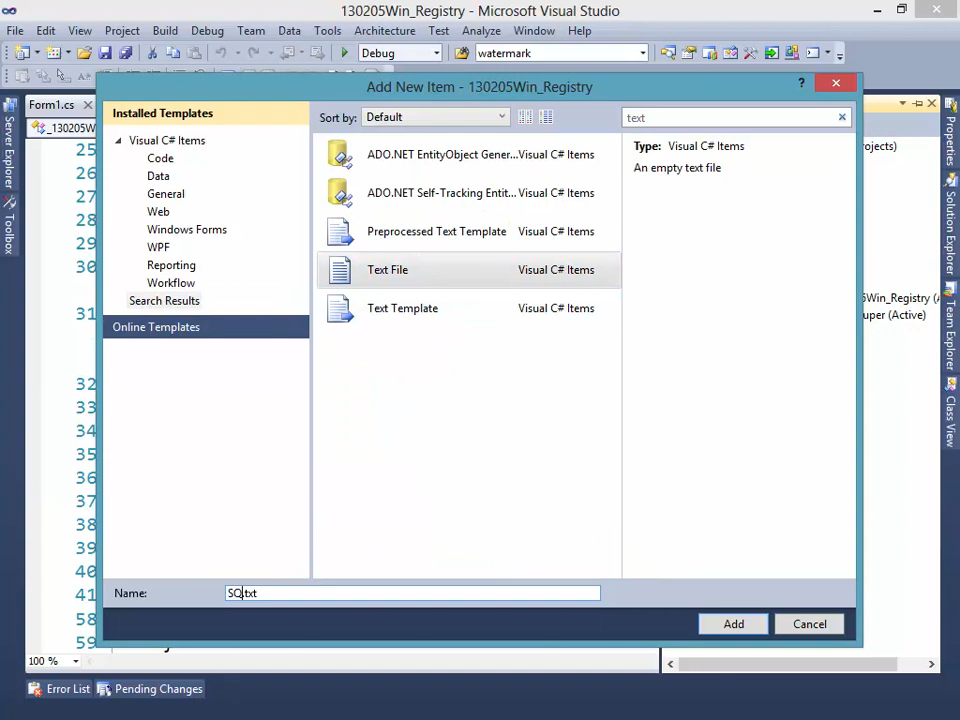 130205Win_Registry - Microsoft Visual Studio
File Edit View Project Build Debug Team Data Tools Architecture Test Analyze Window Help
Debug watermark
Form1.cs
_130205W
Add New Item - 130205Win_Registry
?
Installed Templates
Visual C# Items
Code
Data
General
Web
Windows Forms
WPF
Reporting
Workflow
Search Results
Online Templates
Sort by: Default
text
ADO.NET EntityObject Gener... Visual C# Items
ADO.NET Self-Tracking Entit... Visual C# Items
Preprocessed Text Template Visual C# Items
Text File Visual C# Items
Text Template Visual C# Items
Type: Visual C# Items
An empty text file
Name: SQ.txt
Add Cancel
25
26
27
28
29
30
31
32
33
34
35
36
37
38
39
40
41
58
59
100 %
Server Explorer
Toolbox
Properties
Solution Explorer
Team Explorer
Class View
ojects)
5Win_Registry (A
uper (Active)
Error List Pending Changes